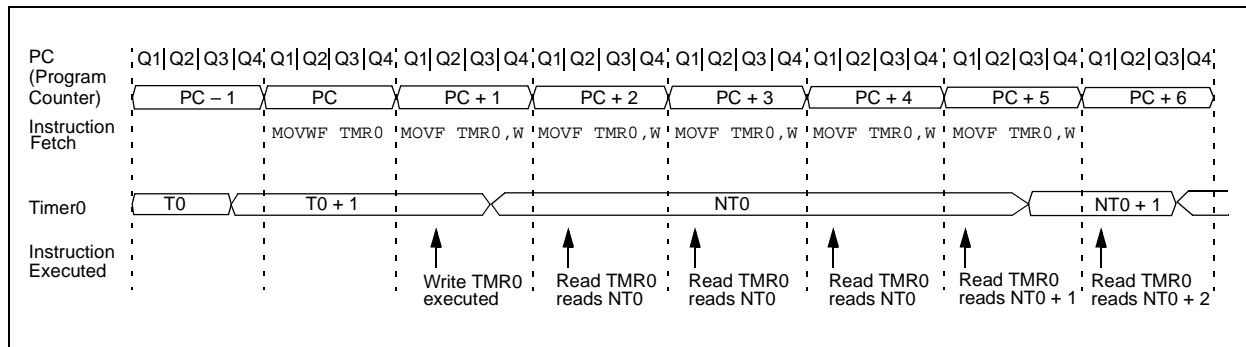 PC
(Program
Counter)
Q1 Q2 Q3 Q4 Q1 Q2 Q3 Q4 Q1 Q2 Q3 Q4 Q1 Q2 Q3 Q4 Q1 Q2 Q3 Q4 Q1 Q2 Q3 Q4 Q1 Q2 Q3 Q4 Q1 Q2 Q3 Q4
PC – 1 PC PC + 1 PC + 2 PC + 3 PC + 4 PC + 5 PC + 6
Instruction
Fetch
MOVWF TMR0 MOVF TMR0,W MOVF TMR0,W MOVF TMR0,W MOVF TMR0,W MOVF TMR0,W
Timer0
T0 T0 + 1 NT0 NT0 + 1
Instruction
Executed
Write TMR0
executed
Read TMR0
reads NT0
Read TMR0
reads NT0
Read TMR0
reads NT0
Read TMR0
reads NT0 + 1
Read TMR0
reads NT0 + 2